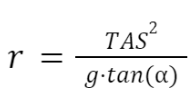 r = TAS² / g·tan(α)